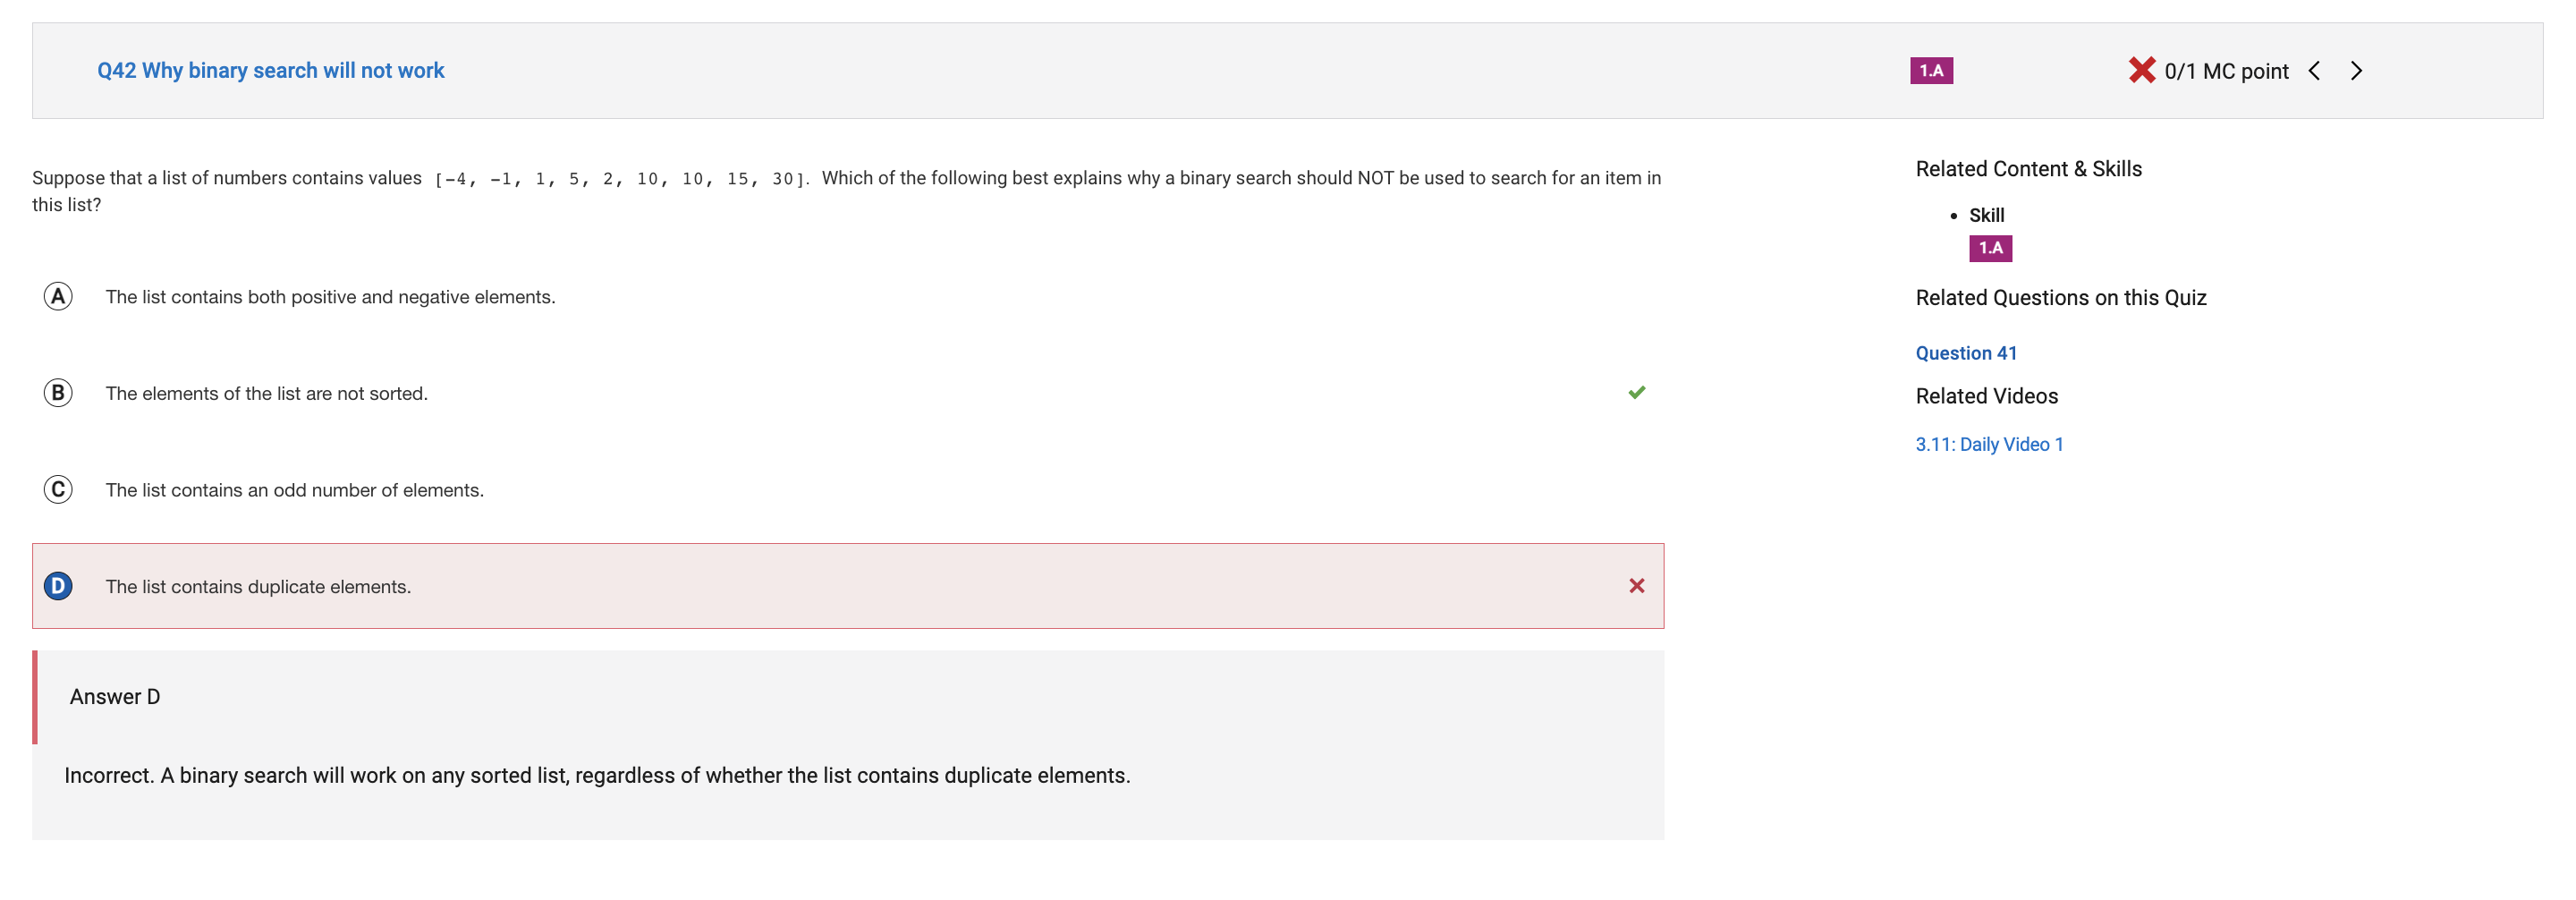 Q42 Why binary search will not work
1.A
0/1 MC point
Suppose that a list of numbers contains values [-4, -1, 1, 5, 2, 10, 10, 15, 30]. Which of the following best explains why a binary search should NOT be used to search for an item in
this list?
A The list contains both positive and negative elements.
B The elements of the list are not sorted.
C The list contains an odd number of elements.
D The list contains duplicate elements.
Answer D
Incorrect. A binary search will work on any sorted list, regardless of whether the list contains duplicate elements.
Related Content & Skills
• Skill
1.A
Related Questions on this Quiz
Question 41
Related Videos
3.11: Daily Video 1